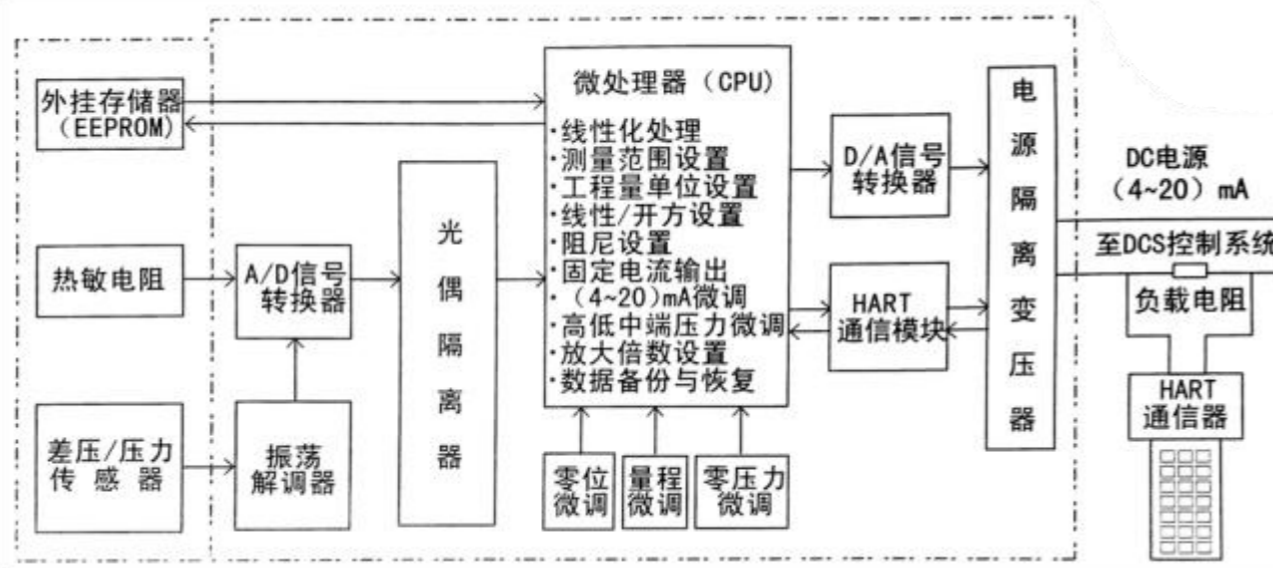 外挂存储器
(EEPROM)
热敏电阻
差压/压力
传感器
A/D信号
转换器
振荡
解调器
光偶隔离器
微处理器（CPU）
·线性化处理
·测量范围设置
·工程量单位设置
·线性/开方设置
·阻尼设置
·固定电流输出
·(4~20)mA微调
·高低中端压力微调
·放大倍数设置
·数据备份与恢复
零位
微调
量程
微调
零压力
微调
D/A信号
转换器
HART
通信模块
电源隔离变压器
DC电源
（4~20）mA
至DCS控制系统
负载电阻
HART
通信器